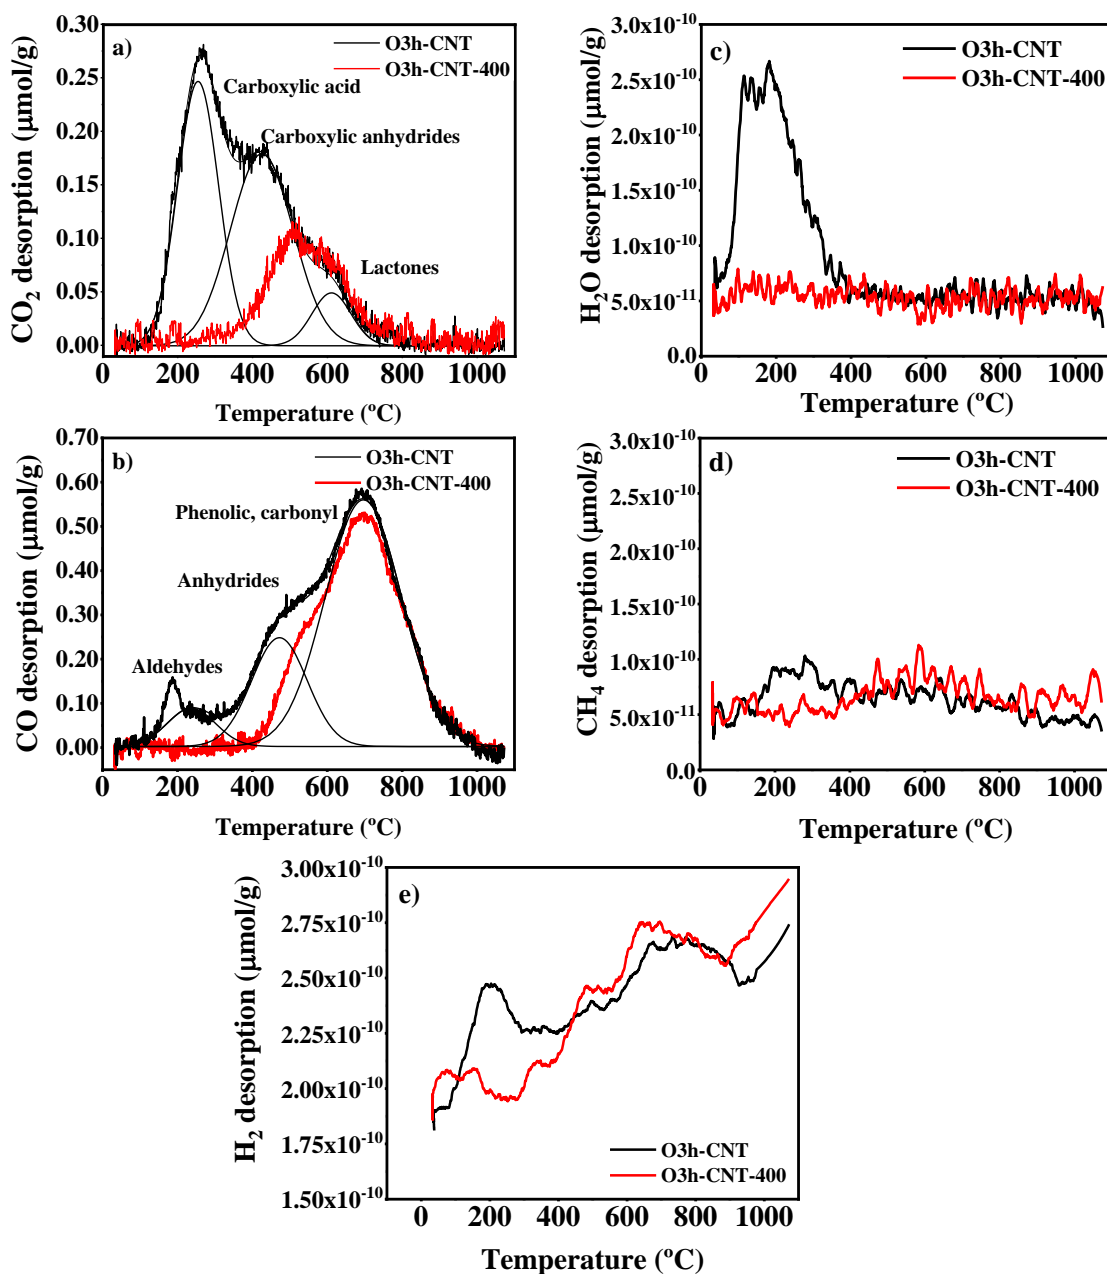 a)
O3h-CNT
O3h-CNT-400
Carboxylic acid
Carboxylic anhydrides
Lactones
CO2 desorption (μmol/g)
0.30
0.25
0.20
0.15
0.10
0.05
0.00
0 200 400 600 800 1000
Temperature (ºC)
c)
O3h-CNT
O3h-CNT-400
H2O desorption (μmol/g)
3.0x10-10
2.5x10-10
2.0x10-10
1.5x10-10
1.0x10-10
5.0x10-11
0.0
0 200 400 600 800 1000
Temperature (ºC)
b)
O3h-CNT
O3h-CNT-400
Phenolic, carbonyl
Anhydrides
Aldehydes
CO desorption (μmol/g)
0.70
0.60
0.50
0.40
0.30
0.20
0.10
0.00
0 200 400 600 800 1000
Temperature (ºC)
d)
O3h-CNT
O3h-CNT-400
CH4 desorption (μmol/g)
3.0x10-10
2.5x10-10
2.0x10-10
1.5x10-10
1.0x10-10
5.0x10-11
0.0
0 200 400 600 800 1000
Temperature (ºC)
e)
H2 desorption (μmol/g)
3.00x10-10
2.75x10-10
2.50x10-10
2.25x10-10
2.00x10-10
1.75x10-10
1.50x10-10
O3h-CNT
O3h-CNT-400
0 200 400 600 800 1000
Temperature (ºC)